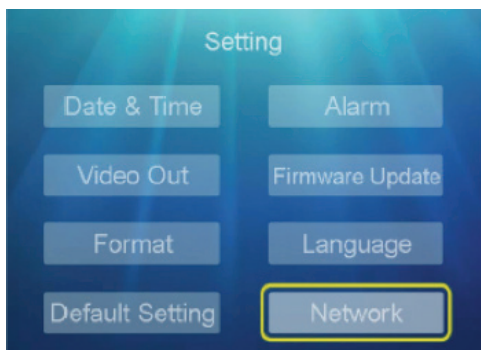 Setting
Date & Time
Alarm
Video Out
Firmware Update
Format
Language
Default Setting
Network